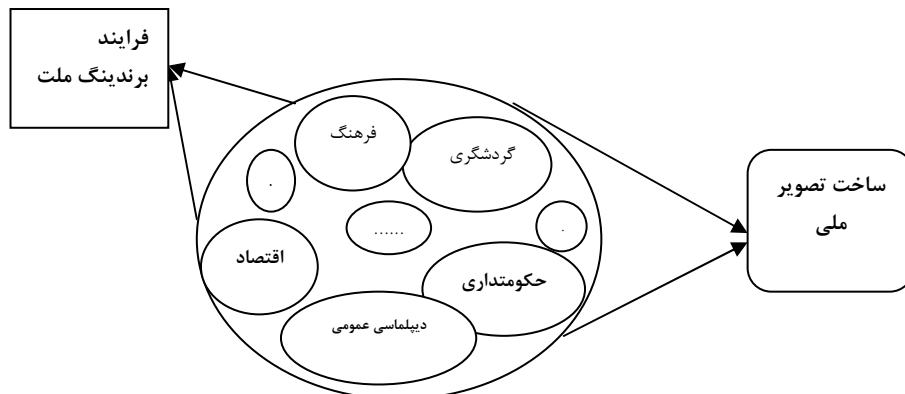 فرایند
برندینگ ملت
فرهنگ
گردشگری
.
......
.
ساخت تصویر
ملی
اقتصاد
حکومتداری
دیپلماسی عمومی